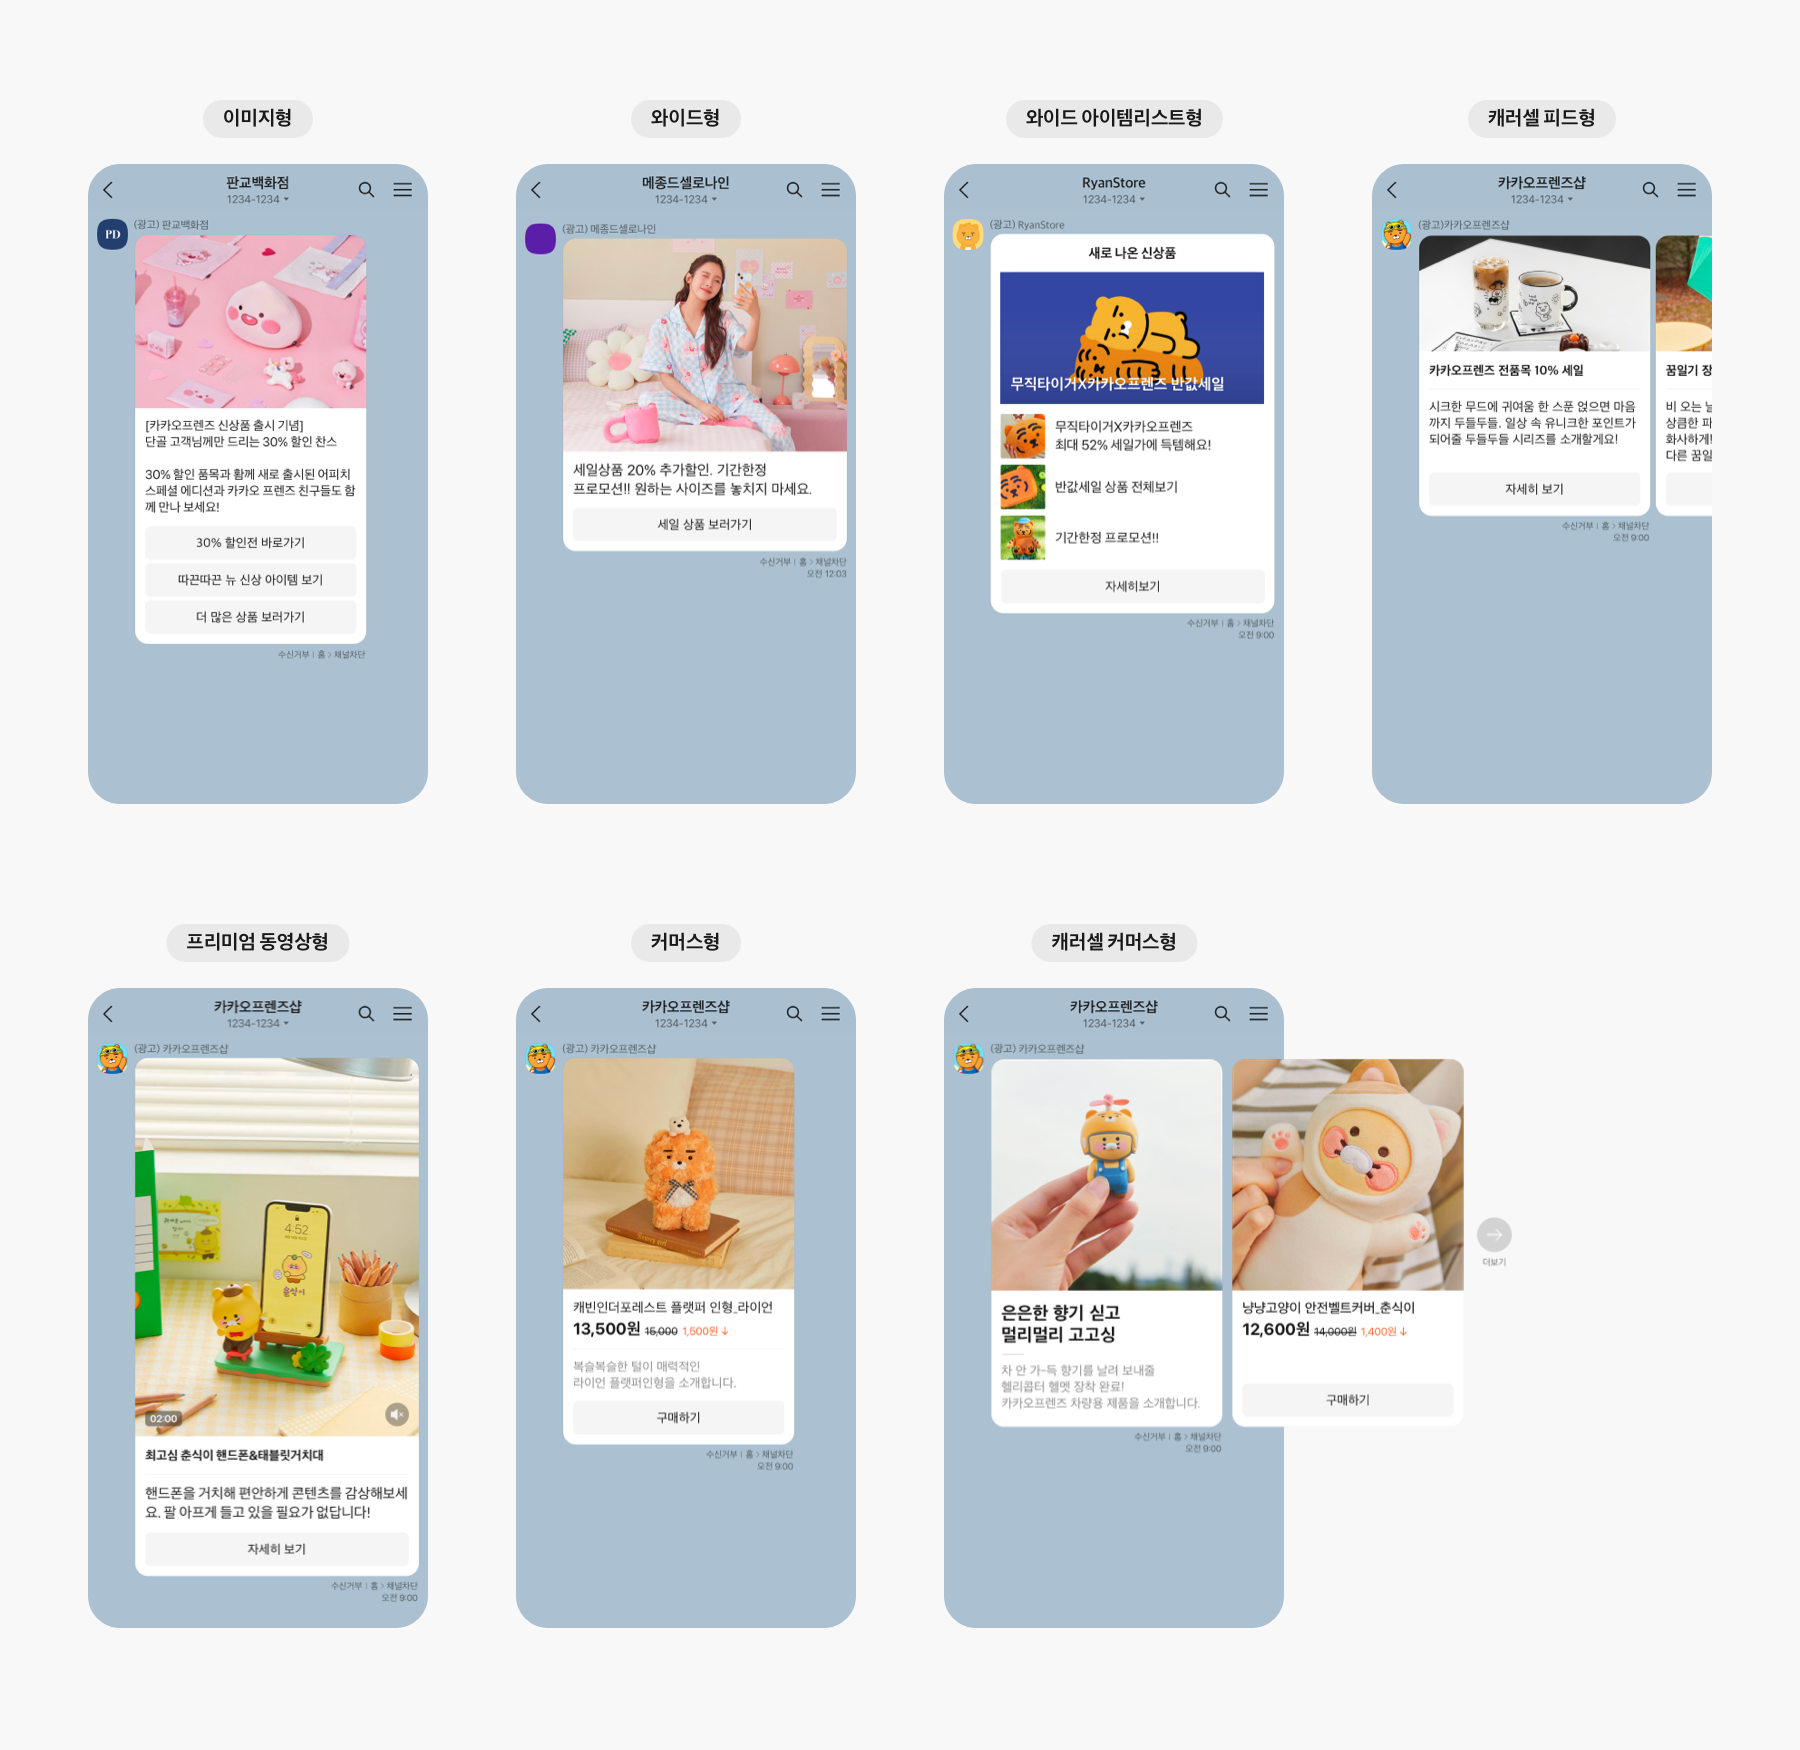 이미지형
판교백화점
1234-1234
PD
(광고) 판교백화점
[카카오프렌즈 신상품 출시 기념]
단골 고객님께만 드리는 30% 할인 찬스
30% 할인 품목과 황께 새로 출시된 어피치
스페셜 에디션과 카카오 프렌즈 친구들도 함
께 만나 보세요!
30% 할인전 바로가기
따끈따끈 뉴 신상 아이템 보기
더 많은 상품 보러가기
수신거부 | 홈 > 채널차단
와이드형
메종드셀로나인
1234-1234
(광고) 메종드셀로나인
세일상품 20% 추가할인. 기간한정
프로모션!! 원하는 사이즈를 놓치지 마세요.
세일 상품 보러가기
수신거부 | 홈 > 채널차단
오전 12:03
와이드 아이템리스트형
RyanStore
1234-1234
(광고) RyanStore
새로 나온 신상품
무직타이거X카카오프렌즈 반값세일
무직타이거X카카오프렌즈
최대 52% 세일가에 득템해요!
반값세일 상품 전체보기
기간한정 프로모션!!
자세히보기
수신거부 | 홈 > 채널차단
오전 9:00
캐러셀 피드형
카카오프렌즈샵
1234-1234
(광고)카카오프렌즈샵
카카오프렌즈 전품목 10% 세일
시크한 무드에 귀여움 한 스푼 얹으면 마음
까지 두들두들. 일상 속 유니크한 포인트가
되어줄 두들두들 시리즈를 소개할게요!
자세히 보기
꿈일기 장
비 오는 날
상큼한 파
화사하게!
다른 꿈일
수신거부 | 홈 > 채널차단
오전 9:00
프리미엄 동영상형
카카오프렌즈샵
1234-1234
(광고) 카카오프렌즈샵
4:52
02:00
최고심 춘식이 핸드폰&태블릿거치대
핸드폰을 거치해 편안하게 콘텐츠를 감상해보세
요. 팔 아프게 들고 있을 필요가 없답니다!
자세히 보기
수신거부 | 홈 > 채널차단
오전 9:00
커머스형
카카오프렌즈샵
1234-1234
(광고) 카카오프렌즈샵
캐빈인더포레스트 플랫퍼 인형_라이언
13,500원 15,000 1,500원↓
복슬복슬한 털이 매력적인
라이언 플랫퍼인형을 소개합니다.
구매하기
수신거부 | 홈 > 채널차단
오전 9:00
캐러셀 커머스형
카카오프렌즈샵
1234-1234
(광고) 카카오프렌즈샵
은은한 향기 싣고
멀리멀리 고고싱
차 안 가~득 향기를 날려 보내줄
헬리콥터 헬멧 장착 완료!
카카오프렌즈 차량용 제품을 소개합니다.
냥냥고양이 안전벨트커버_춘식이
12,600원 14,000원 1,400원↓
구매하기
더보기
수신거부 | 홈 > 채널차단
오전 9:00